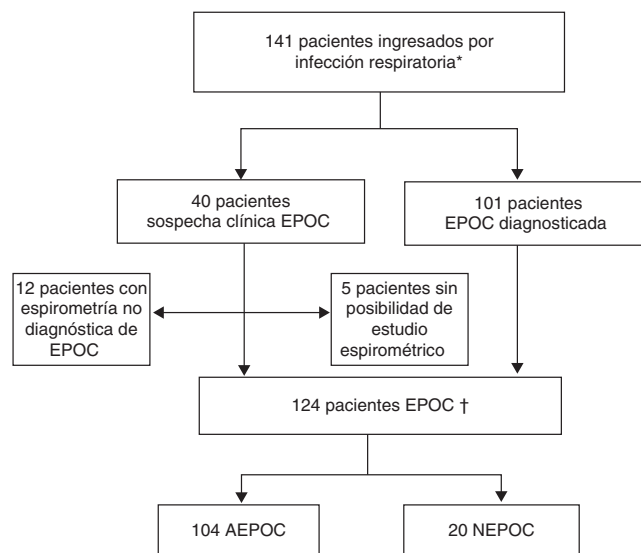 141 pacientes ingresados por
infección respiratoria*
40 pacientes
sospecha clínica EPOC
101 pacientes
EPOC diagnosticada
12 pacientes con
espirometría no
diagnóstica de
EPOC
5 pacientes sin
posibilidad de
estudio
espirométrico
124 pacientes EPOC †
104 AEPOC
20 NEPOC